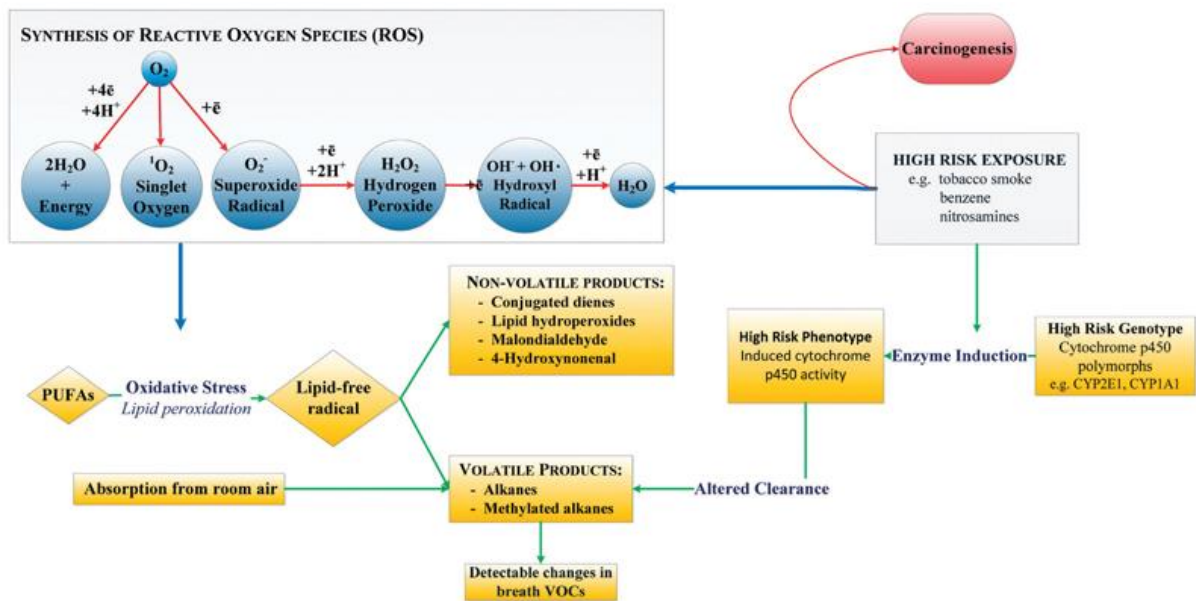 SYNTHESIS OF REACTIVE OXYGEN SPECIES (ROS)
O₂
+4ē
+4H⁺
+ē
2H₂O
+
Energy
¹O₂
Singlet
Oxygen
O₂⁻
Superoxide
Radical
+ē
+2H⁺
H₂O₂
Hydrogen
Peroxide
+ē
OH⁻ + OH·
Hydroxyl
Radical
+ē
+H⁺
H₂O
Carcinogenesis
HIGH RISK EXPOSURE
e.g. tobacco smoke
benzene
nitrosamines
NON-VOLATILE PRODUCTS:
- Conjugated dienes
- Lipid hydroperoxides
- Malondialdehyde
- 4-Hydroxynonenal
High Risk Phenotype
Induced cytochrome
p450 activity
Enzyme Induction
High Risk Genotype
Cytochrome p450
polymorphs
e.g. CYP2E1, CYP1A1
PUFAs
Oxidative Stress
Lipid peroxidation
Lipid-free
radical
Absorption from room air
VOLATILE PRODUCTS:
- Alkanes
- Methylated alkanes
Altered Clearance
Detectable changes in
breath VOCs